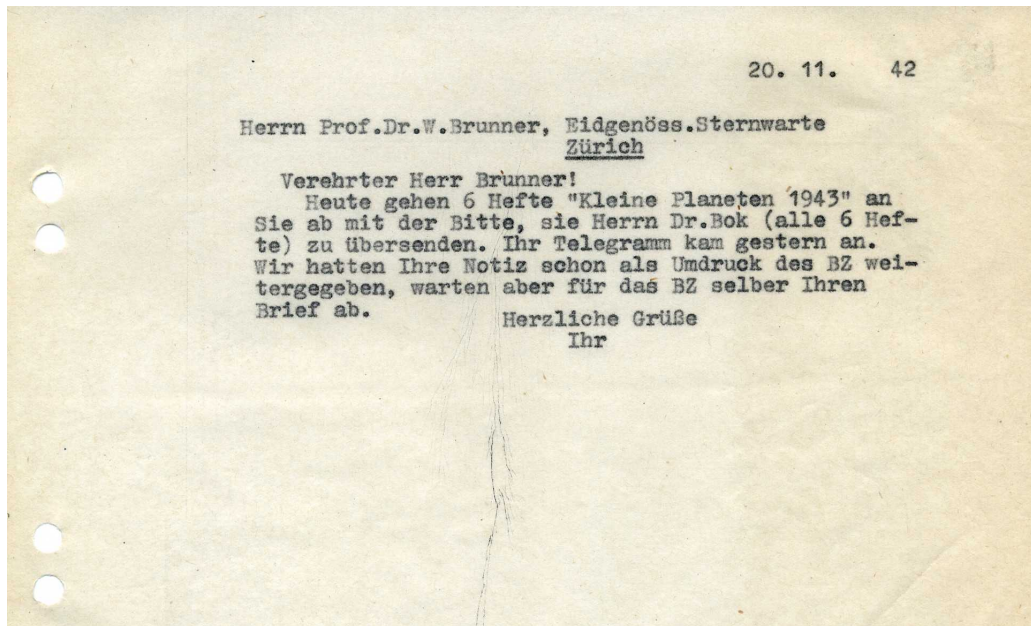 20. 11. 42
Herrn Prof.Dr.W.Brunner, Eidgenöss.Sternwarte
Zürich
Verehrter Herr Brunner!
Heute gehen 6 Hefte "Kleine Planeten 1943" an
Sie ab mit der Bitte, sie Herrn Dr.Bok (alle 6 Hef-
te) zu übersenden. Ihr Telegramm kam gestern an.
Wir hatten Ihre Notiz schon als Umdruck des BZ wei-
tergegeben, warten aber für das BZ selber Ihren
Brief ab.
Herzliche Grüße
Ihr